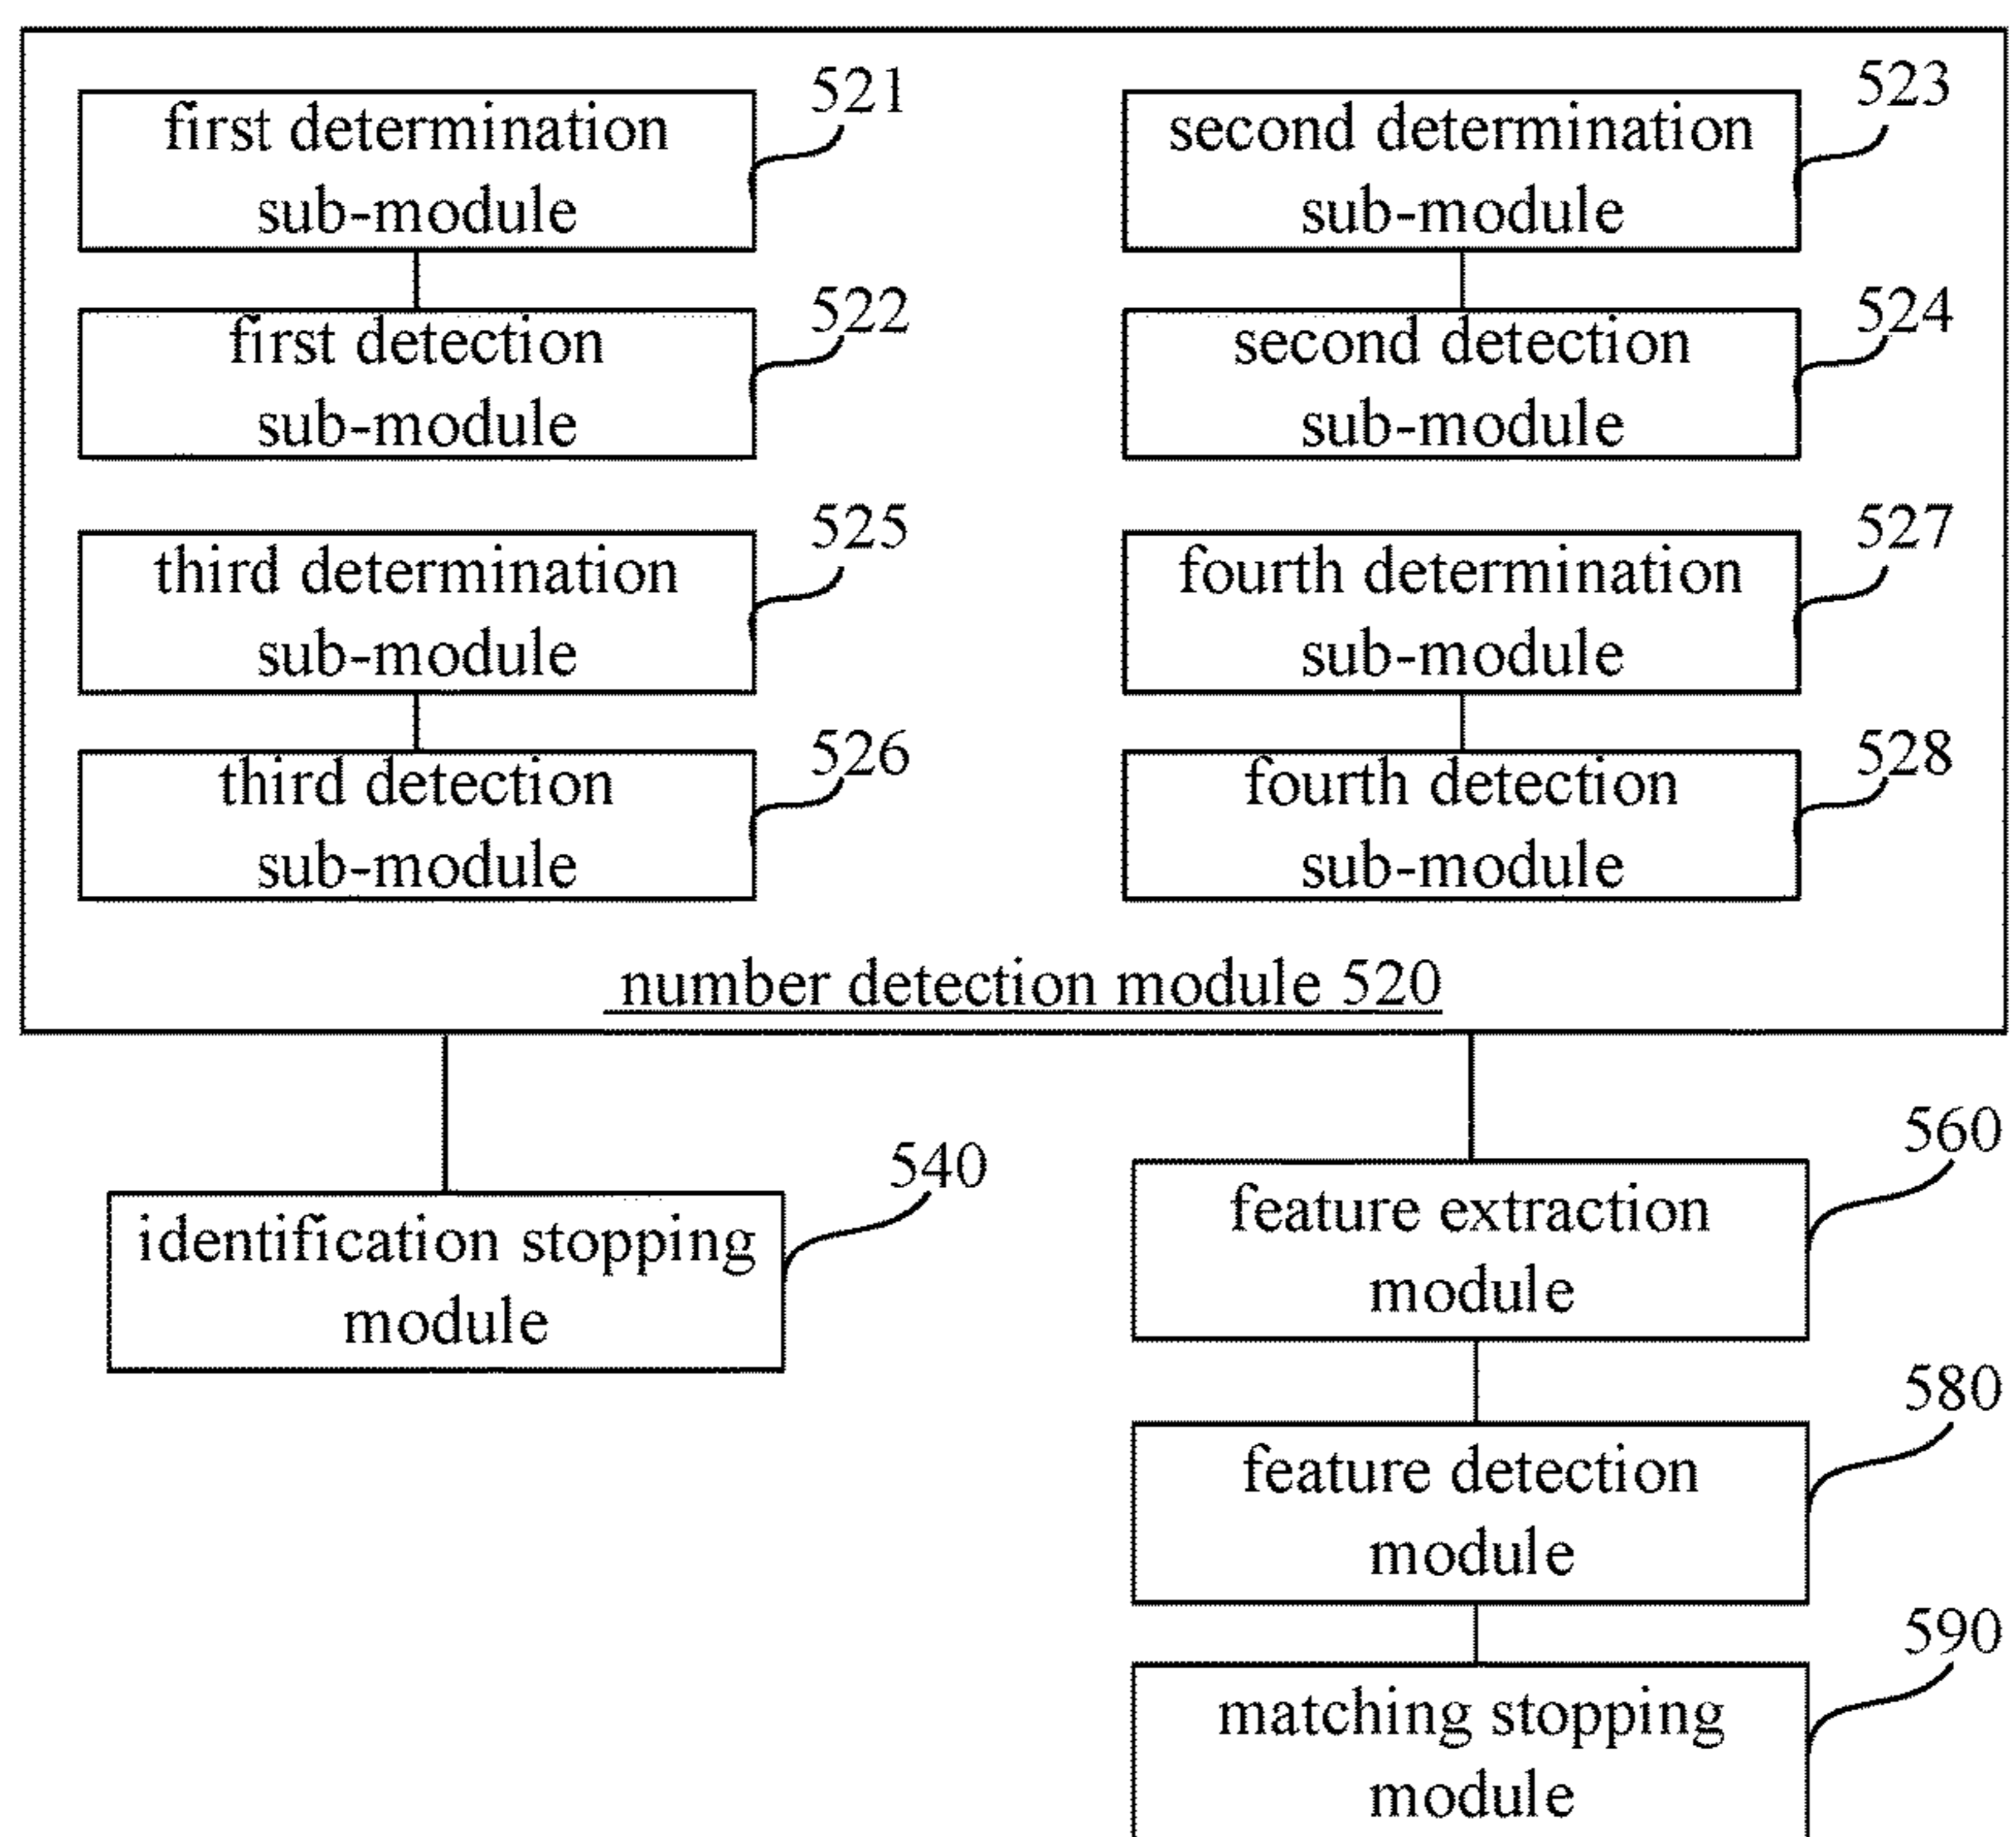 first determination
sub-module
521
first detection
sub-module
522
second determination
sub-module
523
second detection
sub-module
524
third determination
sub-module
525
third detection
sub-module
526
fourth determination
sub-module
527
fourth detection
sub-module
528
number detection module 520
identification stopping
module
540
feature extraction
module
560
feature detection
module
580
matching stopping
module
590